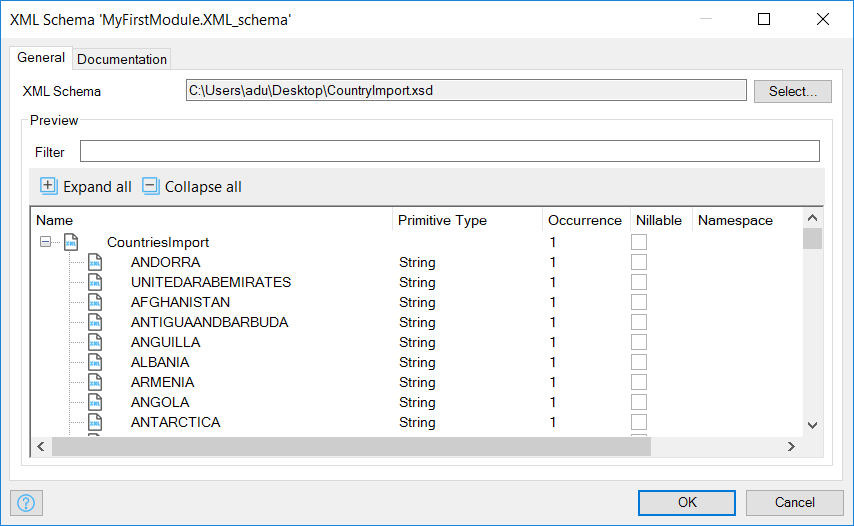 XML Schema 'MyFirstModule.XML_schema'
General Documentation
XML Schema C:\Users\adu\Desktop\CountryImport.xsd Select...
Preview
Filter
Expand all Collapse all
Name Primitive Type Occurrence Nillable Namespace
CountriesImport 1
ANDORRA String 1
UNITEDARABEMIRATES String 1
AFGHANISTAN String 1
ANTIGUAANDBARBUDA String 1
ANGUILLA String 1
ALBANIA String 1
ARMENIA String 1
ANGOLA String 1
ANTARCTICA String 1
OK Cancel